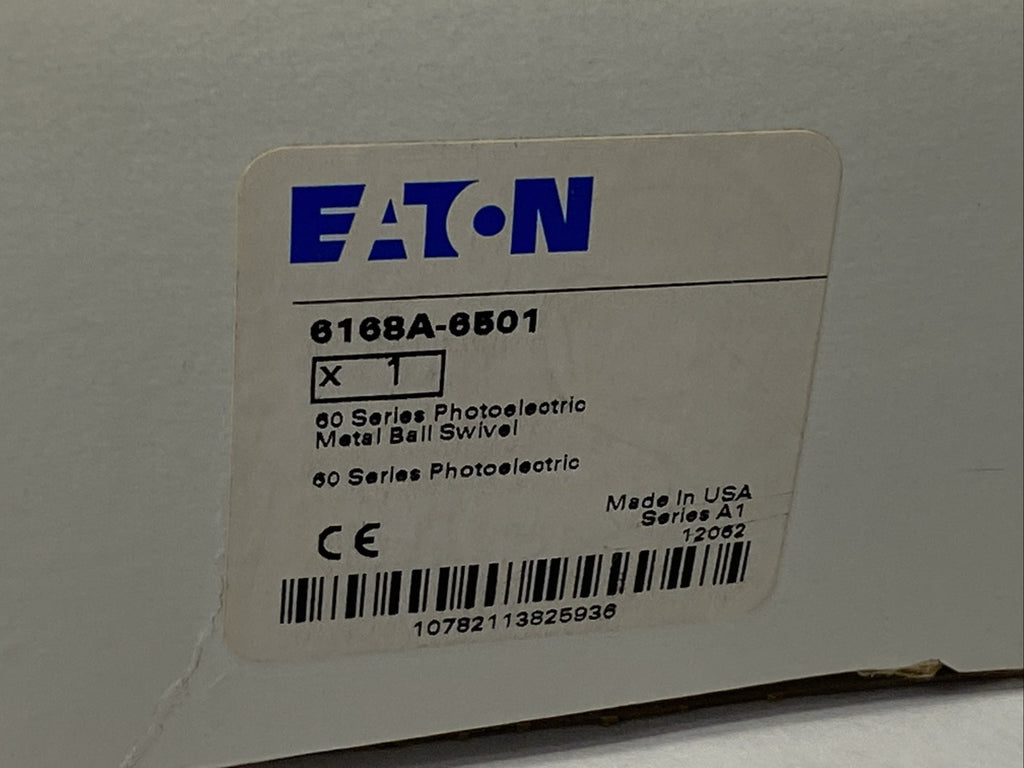 EATON
6168A-6501
x 1
60 Series Photoelectric
Metal Ball Swivel
60 Series Photoelectric
Made In USA
Series A1
12062
CE
10782113825936